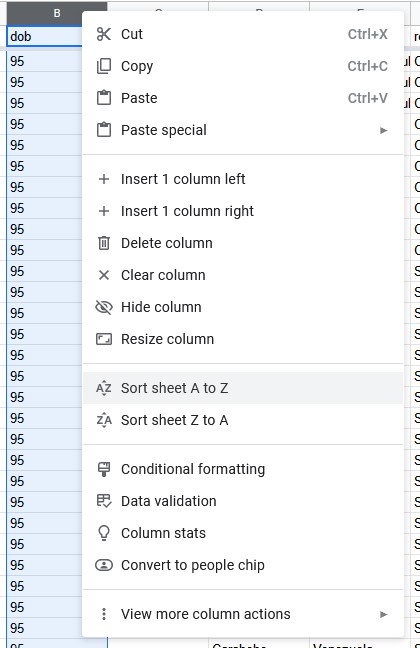 B
dob
95
Cut Ctrl+X
95
Copy Ctrl+C
95
Paste Ctrl+V
95
Paste special
95
95
Insert 1 column left
95
Insert 1 column right
95
Delete column
95
95
Clear column
95
Hide column
95
Resize column
95
95
Sort sheet A to Z
95
95
Sort sheet Z to A
95
95
Conditional formatting
95
95
Data validation
95
Column stats
95
Convert to people chip
95
95
95
View more column actions
95
95
Carabobo Venezuela